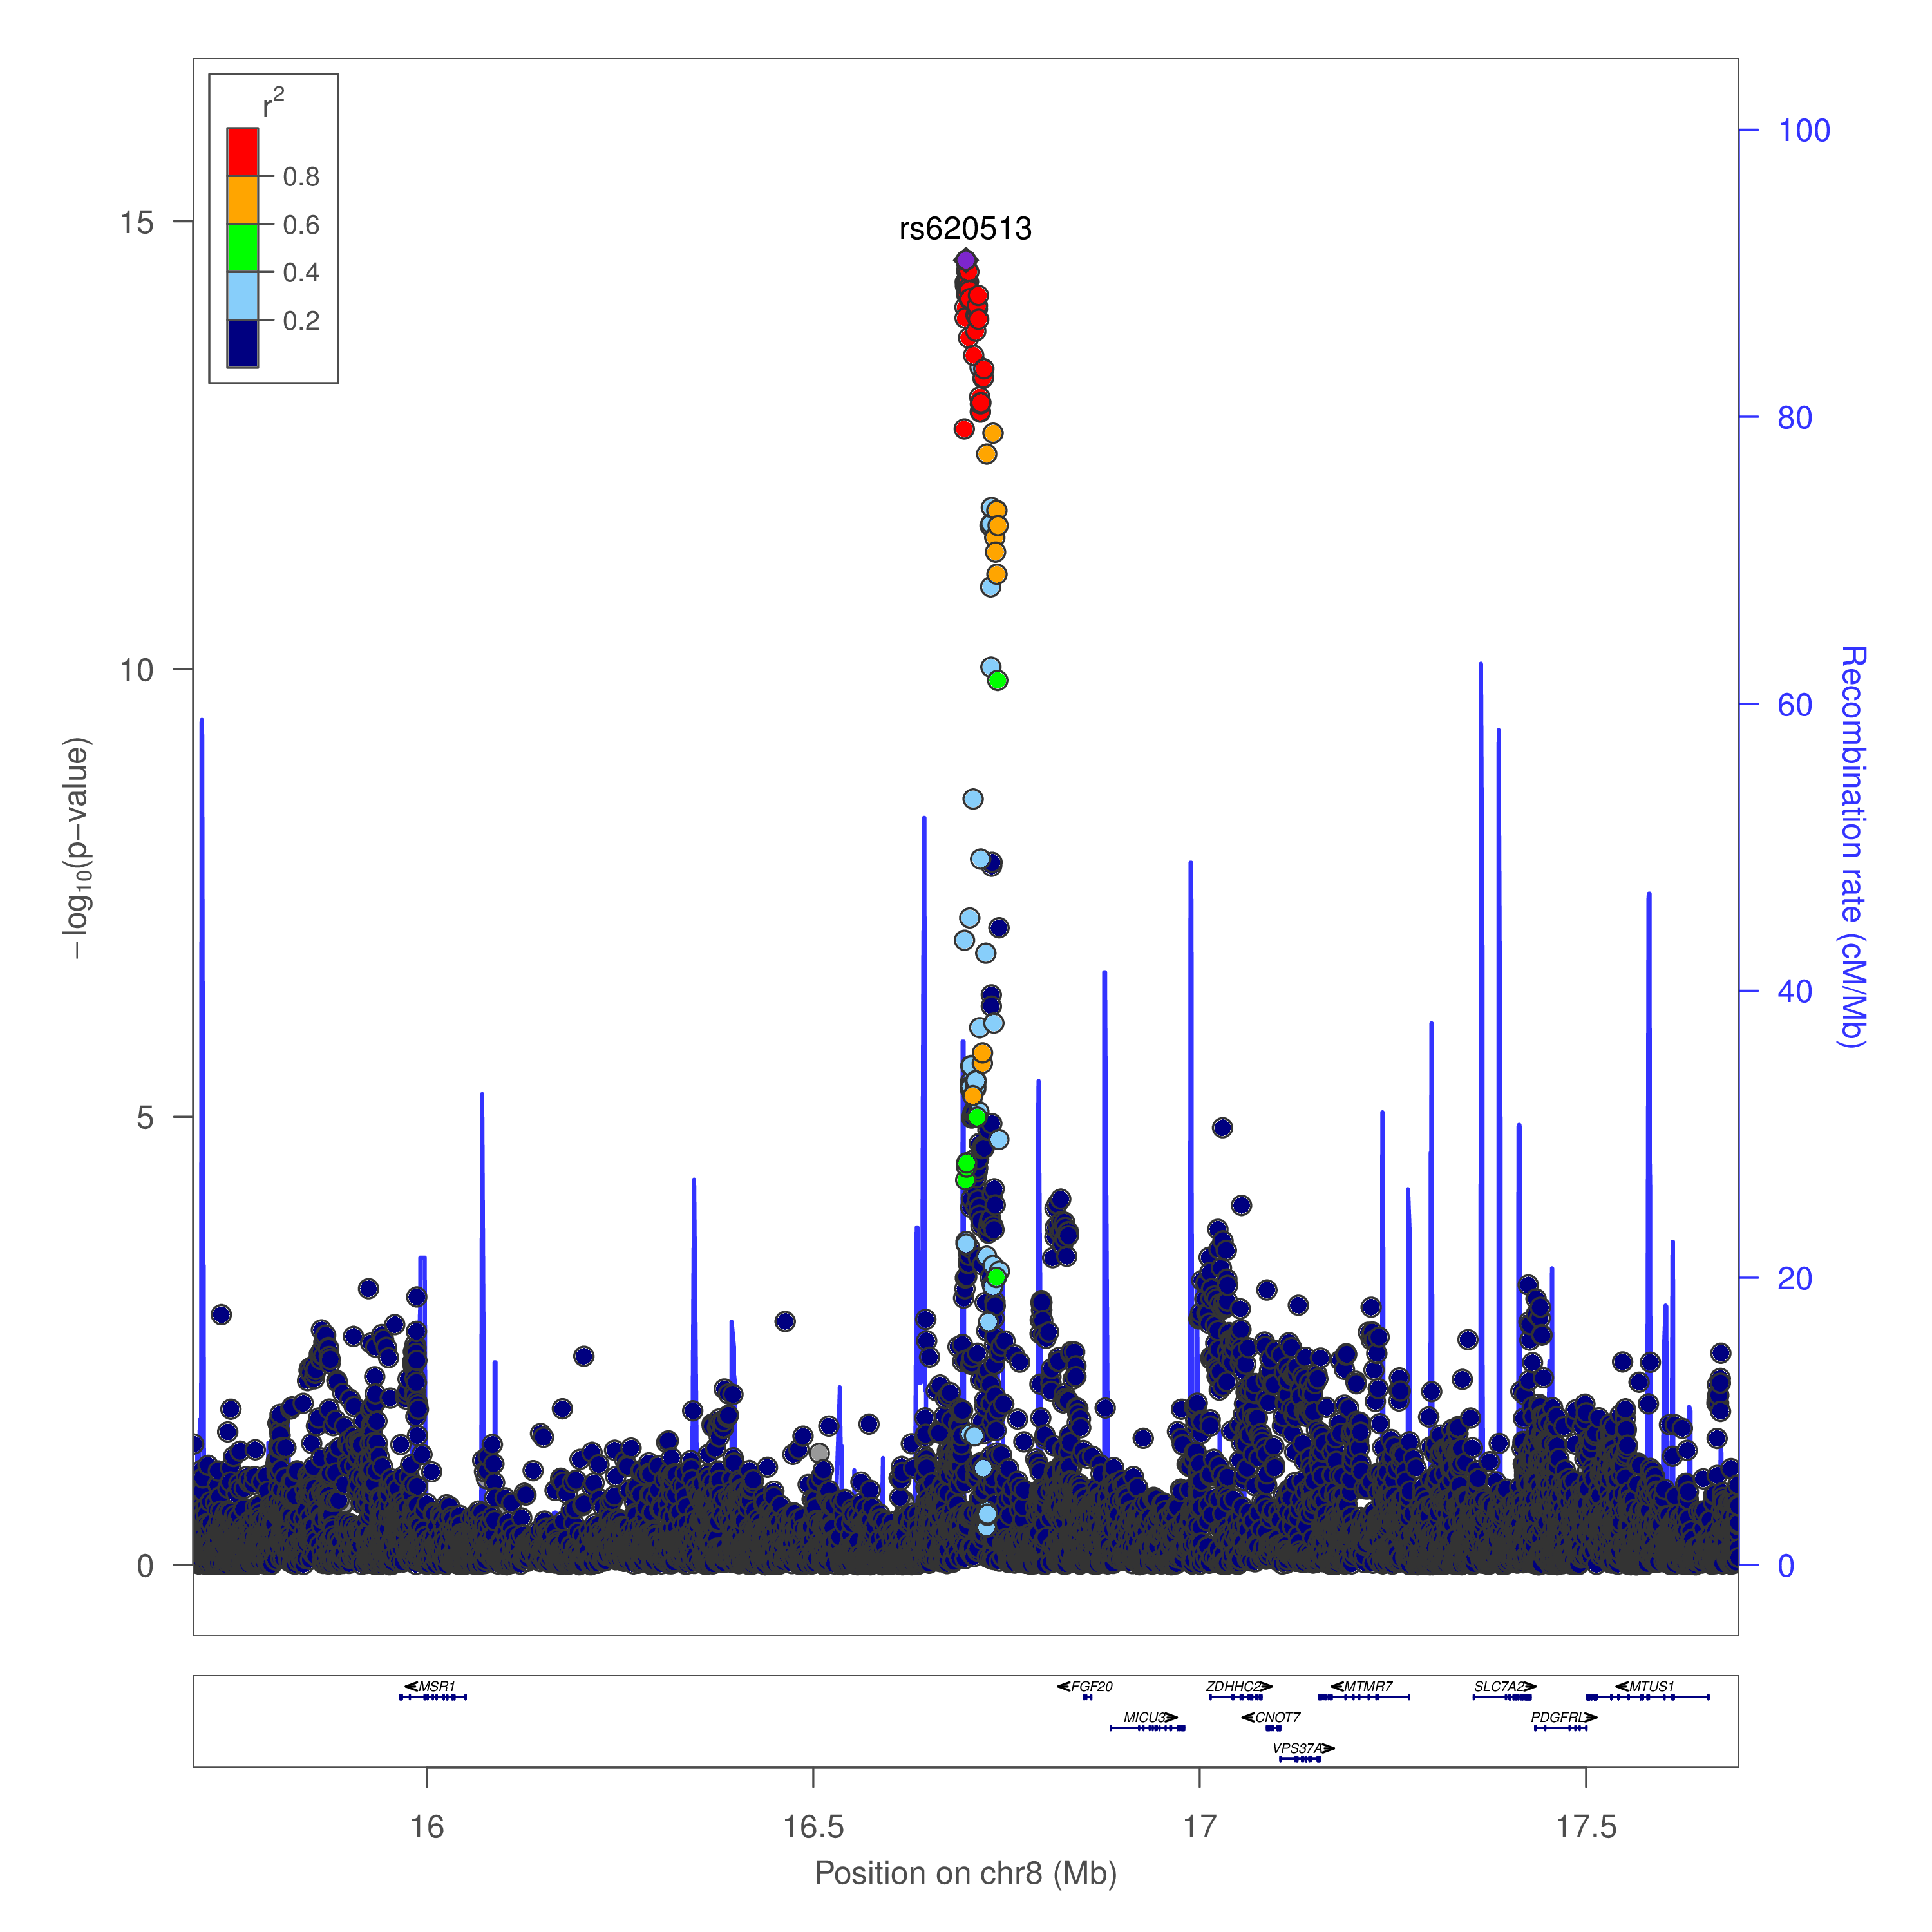 r2
0.8
0.6
0.4
0.2
rs620513
15
10
5
0
−log10(p−value)
100
80
60
40
20
0
Recombination rate (cM/Mb)
MSR1
FGF20
ZDHHC2
MTMR7
SLC7A2
MTUS1
MICU3
CNOT7
PDGFRL
VPS37A
16
16.5
17
17.5
Position on chr8 (Mb)